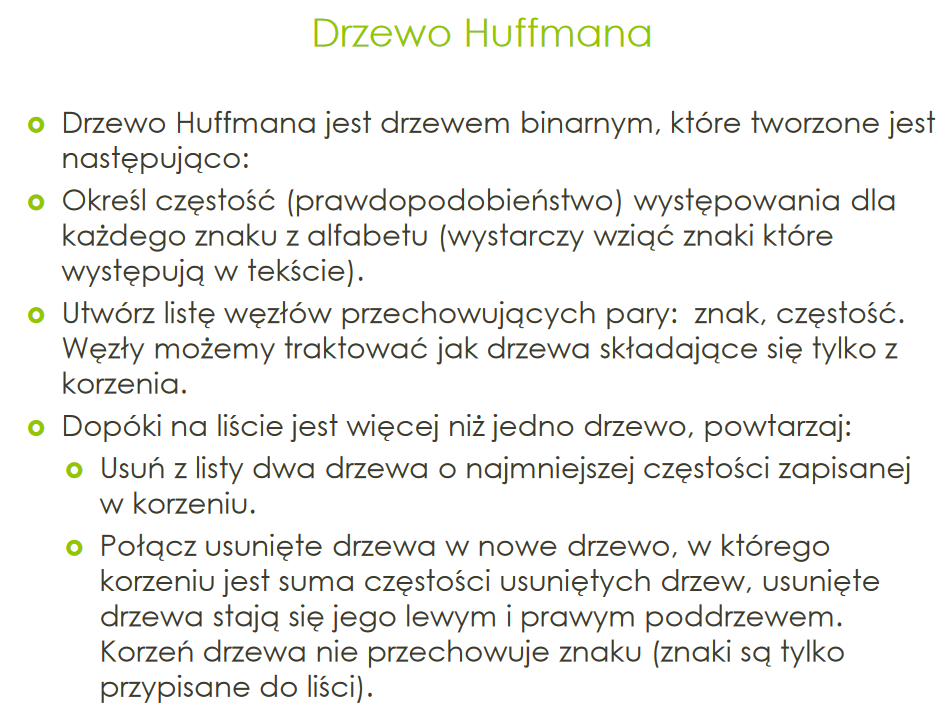 Drzewo Huffmana
Drzewo Huffmana jest drzewem binarnym, które tworzone jest
następująco:
Określ częstość (prawdopodobieństwo) występowania dla
każdego znaku z alfabetu (wystarczy wziąć znaki które
występują w tekście).
Utwórz listę węzłów przechowujących pary:  znak, częstość.
Węzły możemy traktować jak drzewa składające się tylko z
korzenia.
Dopóki na liście jest więcej niż jedno drzewo, powtarzaj:
Usuń z listy dwa drzewa o najmniejszej częstości zapisanej
w korzeniu.
Połącz usunięte drzewa w nowe drzewo, w którego
korzeniu jest suma częstości usuniętych drzew, usunięte
drzewa stają się jego lewym i prawym poddrzewem.
Korzeń drzewa nie przechowuje znaku (znaki są tylko
przypisane do liści).